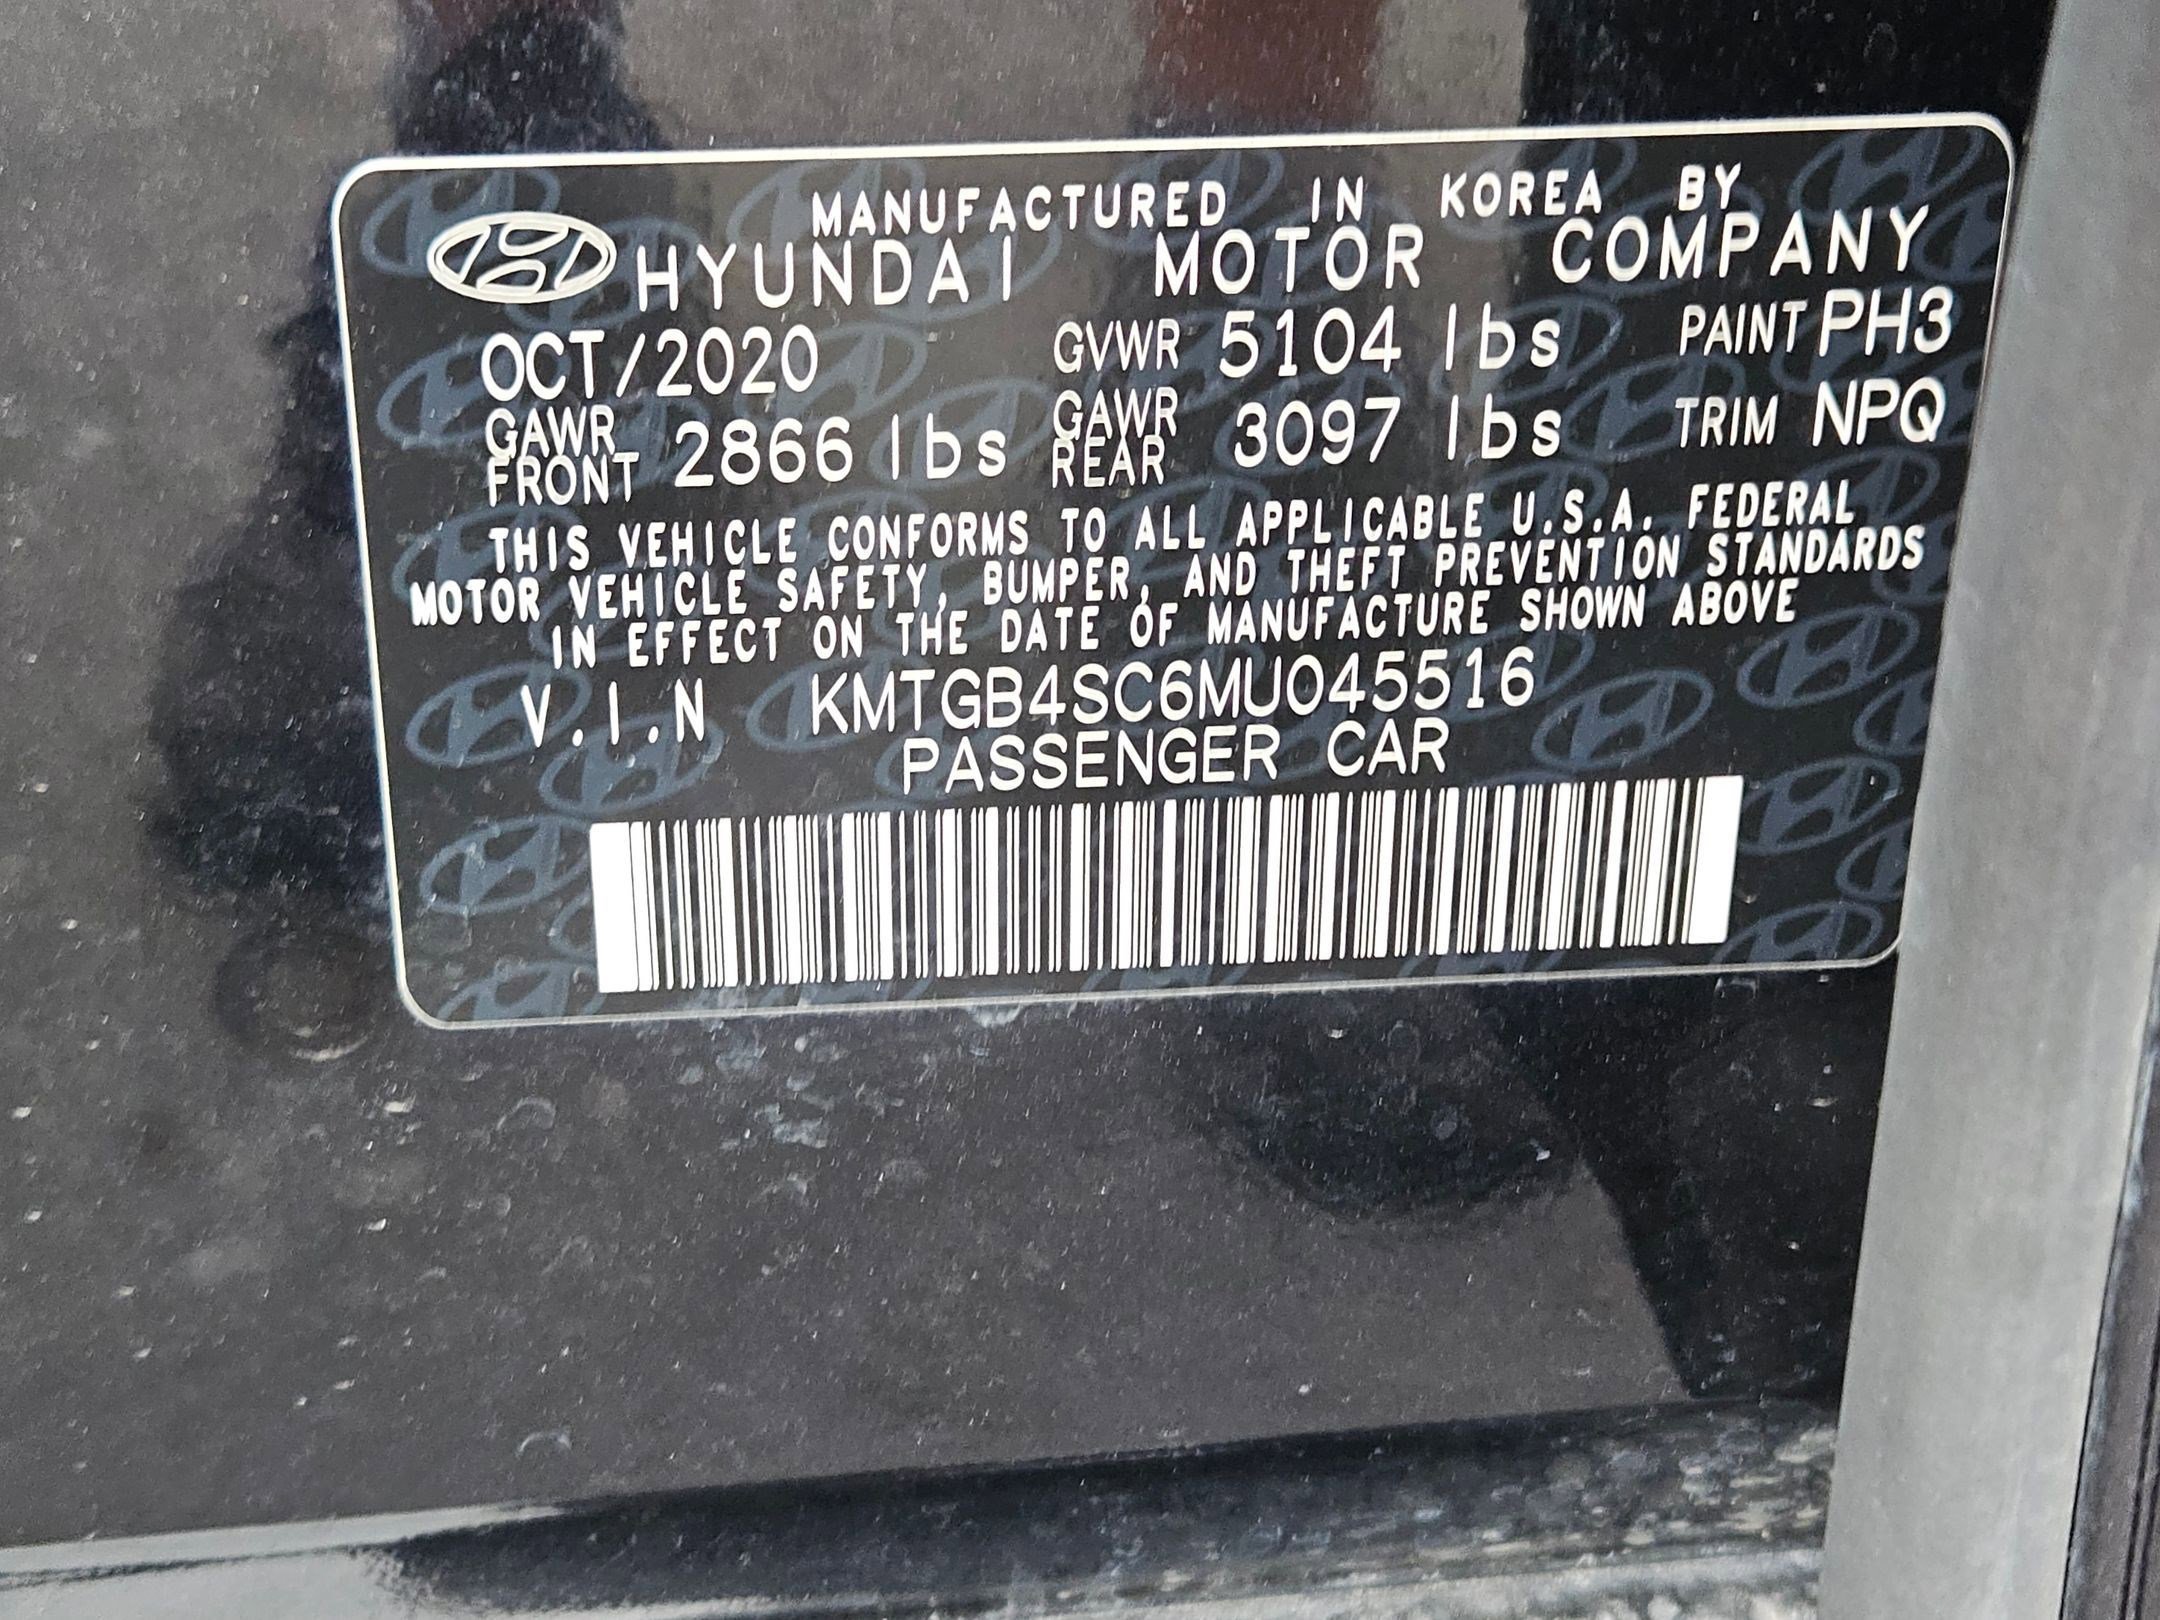 MANUFACTURED IN KOREA BY
HYUNDAI MOTOR COMPANY
OCT/2020 GVWR 5104 lbs PAINT PH3
GAWR FRONT 2866 lbs GAWR REAR 3097 lbs TRIM NPQ
THIS VEHICLE CONFORMS TO ALL APPLICABLE U.S.A. FEDERAL
MOTOR VEHICLE SAFETY, BUMPER, AND THEFT PREVENTION STANDARDS
IN EFFECT ON THE DATE OF MANUFACTURE SHOWN ABOVE
V.I.N KMTGB4SC6MU045516
PASSENGER CAR